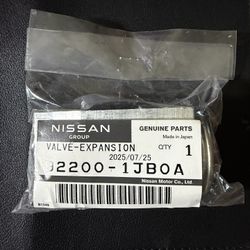 NISSAN
GROUP
GENUINE PARTS
Made in Japan
VALVE-EXPANSION
QTY
1
2025/07/25
92200-1JB0A
Nissan Motor Co., Ltd.